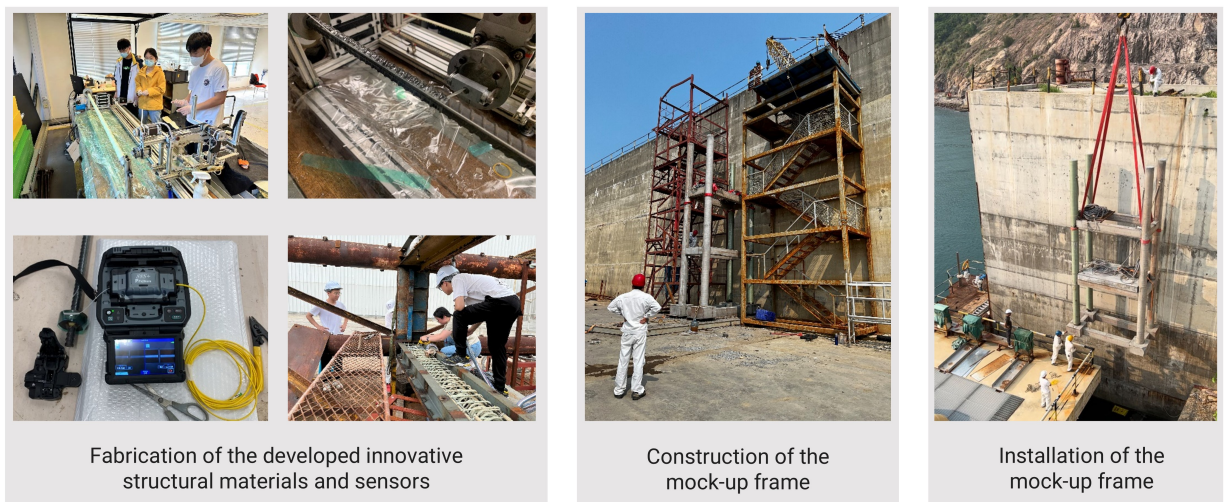 Fabrication of the developed innovative
structural materials and sensors
Construction of the
mock-up frame
Installation of the
mock-up frame